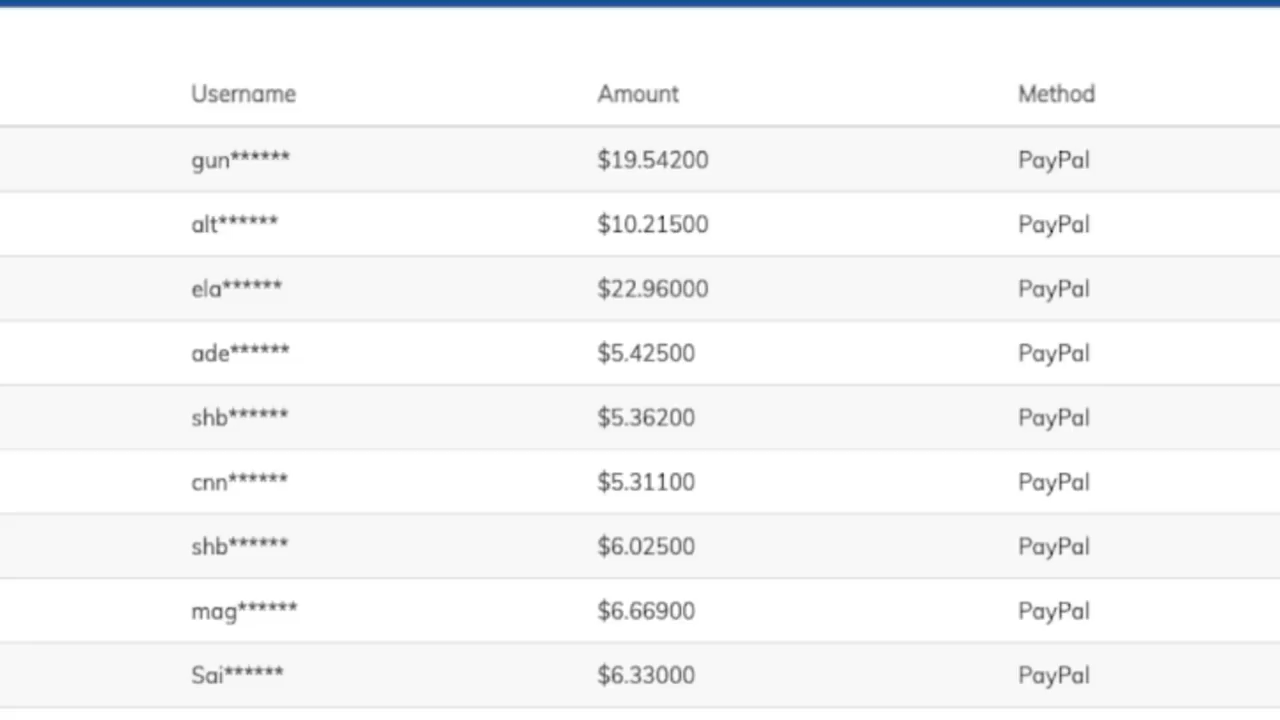 Username Amount Method
gun****** $19.54200 PayPal
alt****** $10.21500 PayPal
ela****** $22.96000 PayPal
ade****** $5.42500 PayPal
shb****** $5.36200 PayPal
cnn****** $5.31100 PayPal
shb****** $6.02500 PayPal
mag****** $6.66900 PayPal
Sai****** $6.33000 PayPal